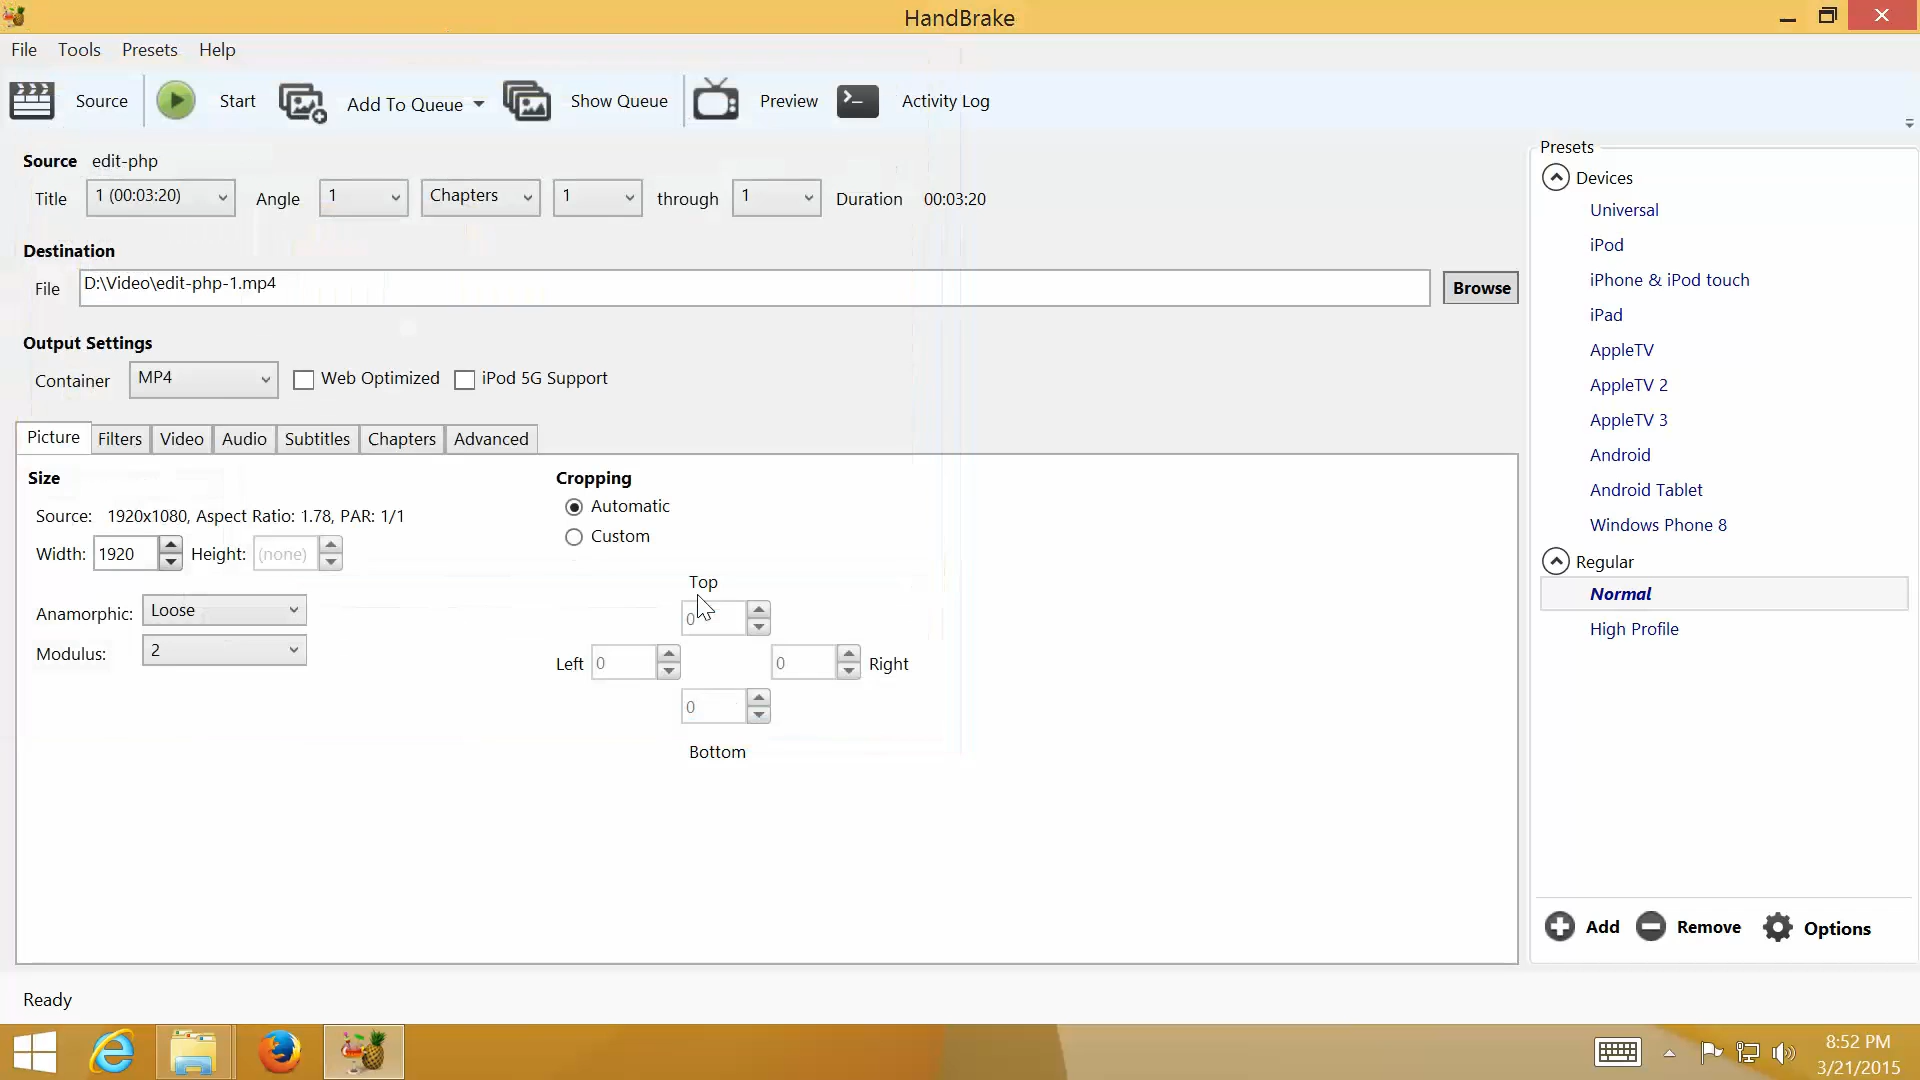 HandBrake
File Tools Presets Help
Source Start Add To Queue Show Queue Preview Activity Log
Source edit-php
Title 1 (00:03:20) Angle 1 Chapters 1 through 1 Duration 00:03:20
Destination
File D:\Video\edit-php-1.mp4 Browse
Output Settings
Container MP4 Web Optimized iPod 5G Support
Picture Filters Video Audio Subtitles Chapters Advanced
Size
Source: 1920x1080, Aspect Ratio: 1.78, PAR: 1/1
Width: 1920 Height: (none)
Anamorphic: Loose
Modulus: 2
Cropping
Automatic
Custom
Top
0
Left 0 0 Right
0
Bottom
Presets
Devices
Universal
iPod
iPhone & iPod touch
iPad
AppleTV
AppleTV 2
AppleTV 3
Android
Android Tablet
Windows Phone 8
Regular
Normal
High Profile
Add Remove Options
Ready
8:52 PM
3/21/2015